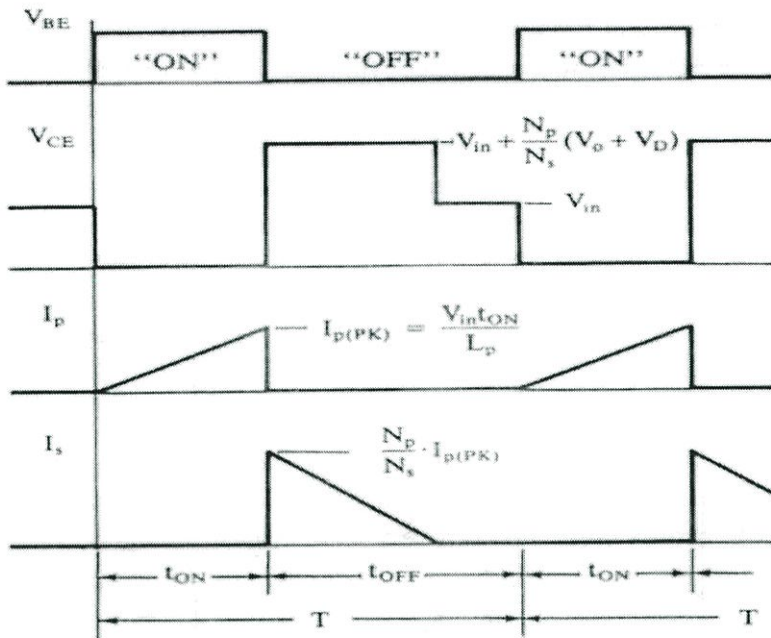 V_BE
“ON” “OFF” “ON”
V_CE
V_in + N_p/N_s (V_o + V_D)
V_in
I_p
I_p(PK) = V_in t_ON / L_p
I_s
N_p/N_s · I_p(PK)
t_ON t_OFF t_ON
T T